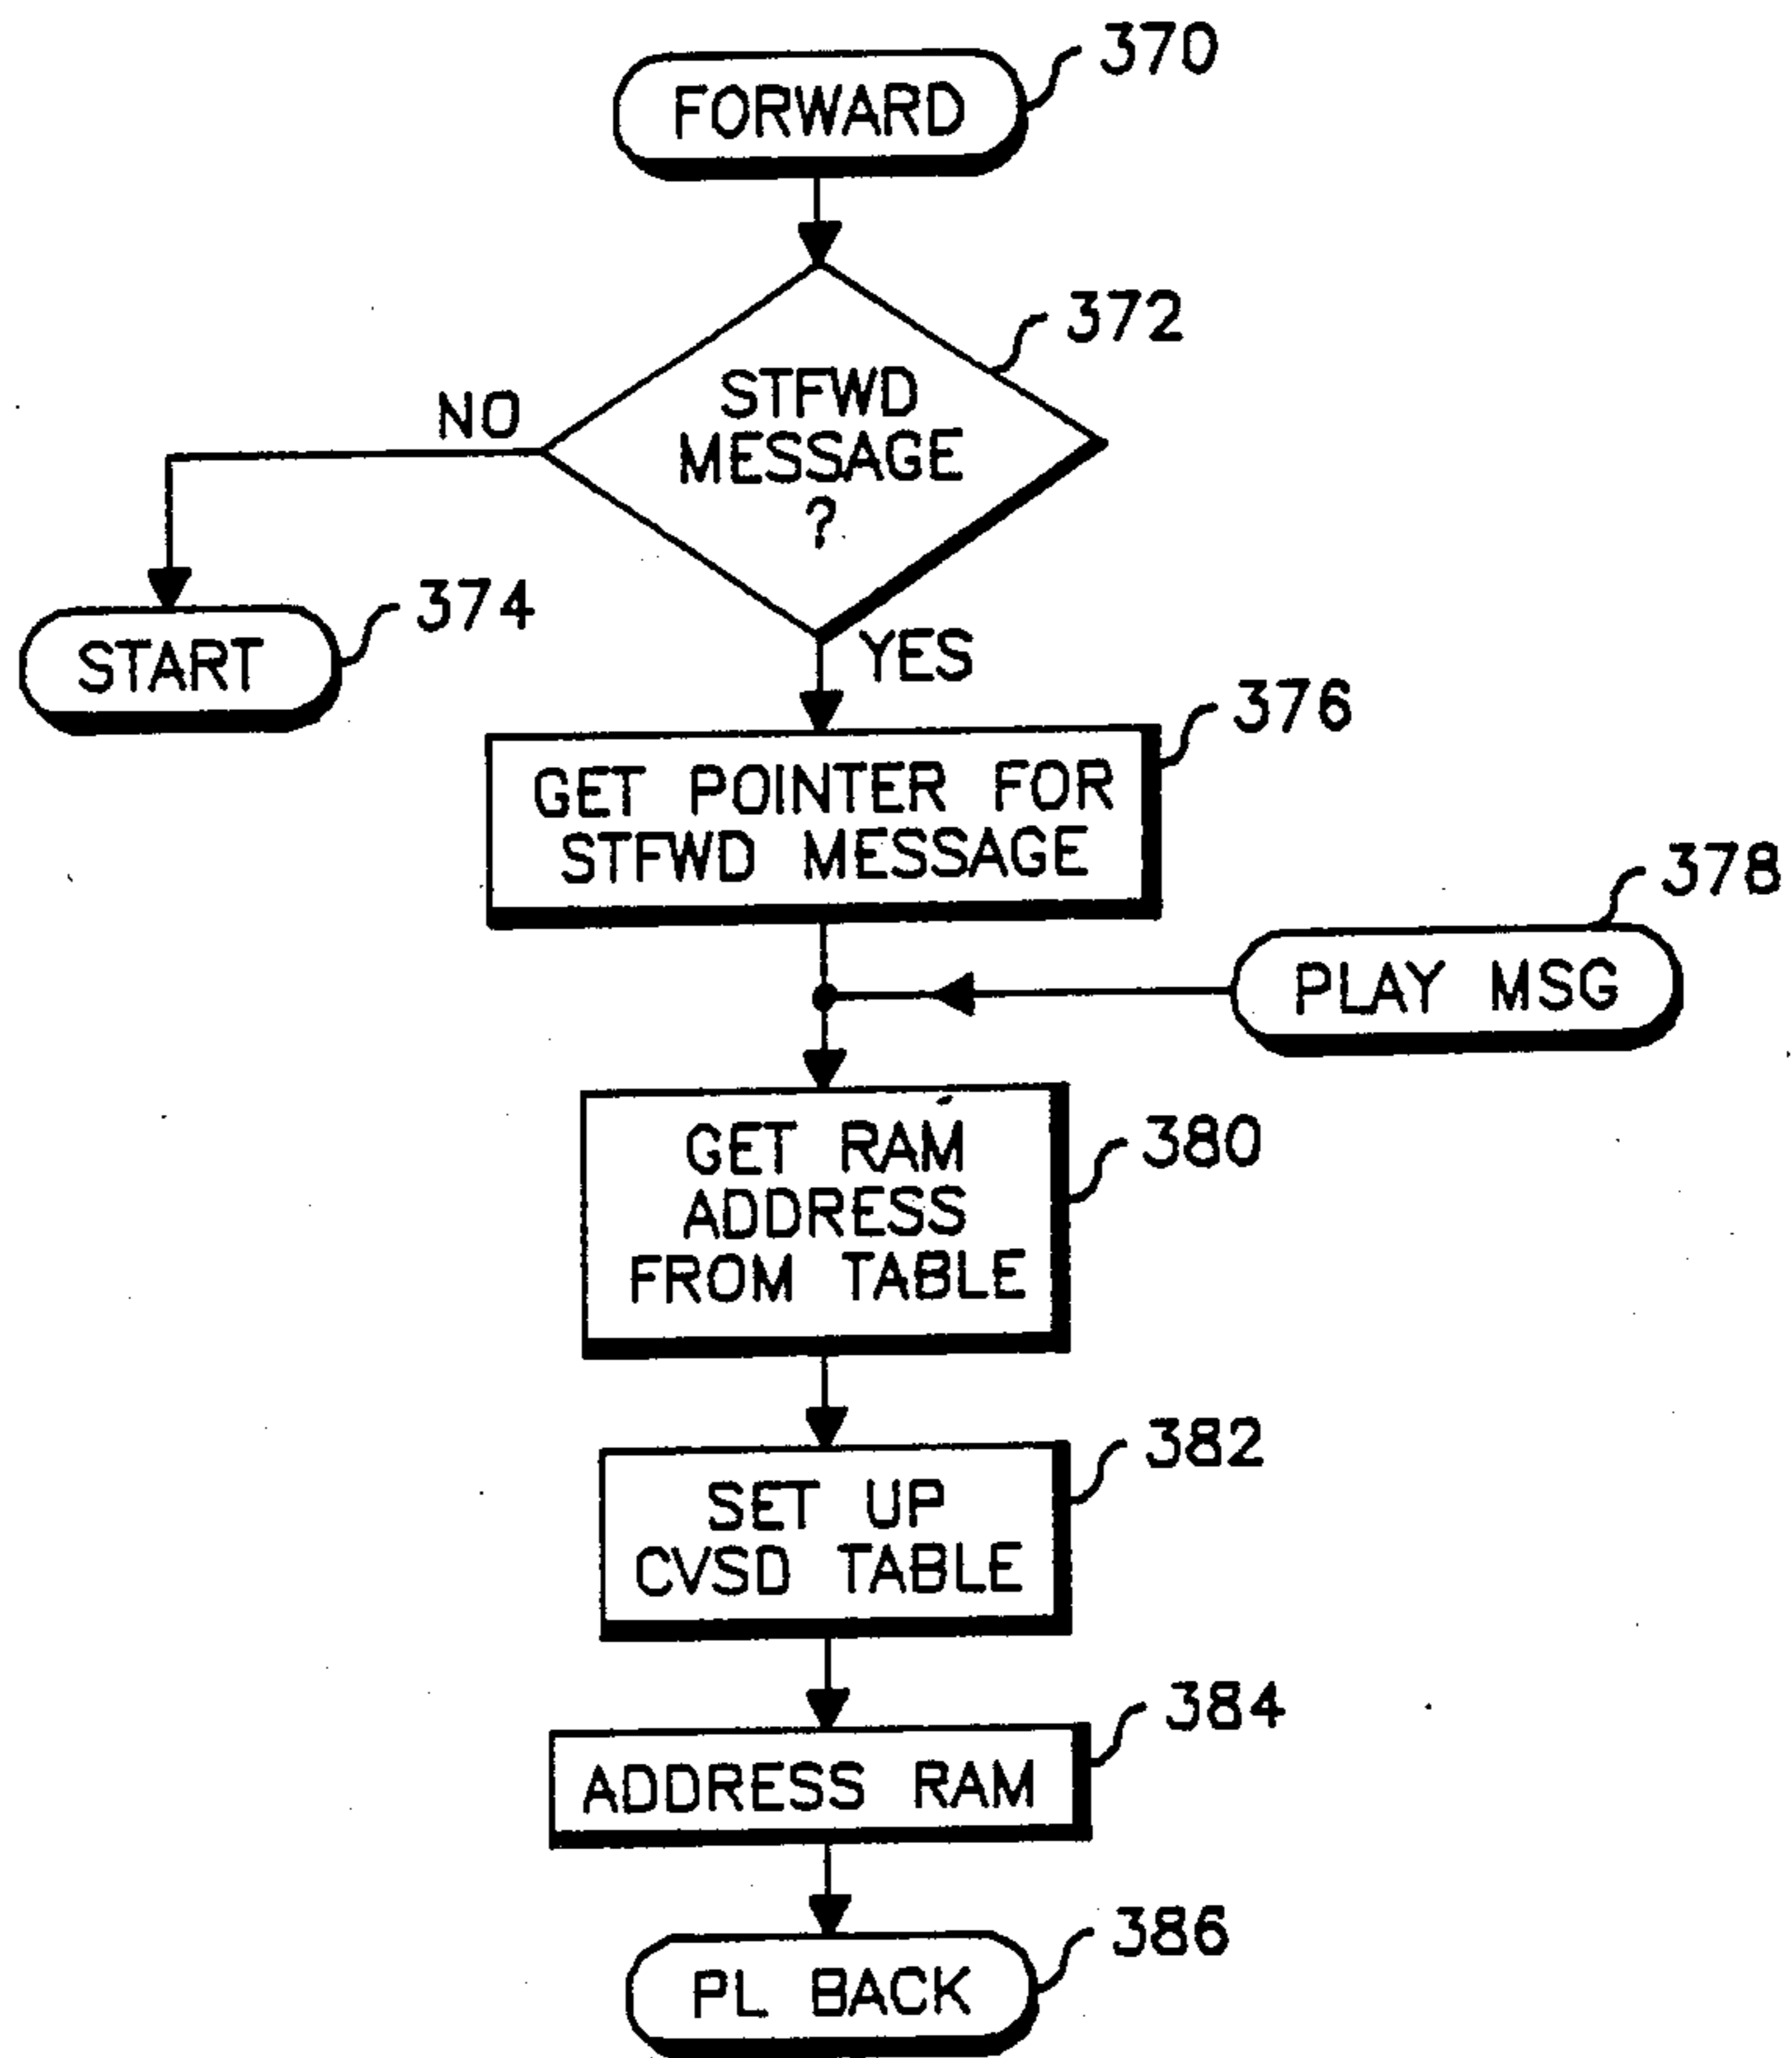 370
FORWARD
372
STFWD
MESSAGE
?
NO
374
START
YES
376
GET POINTER FOR
STFWD MESSAGE
378
PLAY MSG
380
GET RAM
ADDRESS
FROM TABLE
382
SET UP
CVSD TABLE
384
ADDRESS RAM
386
PL BACK